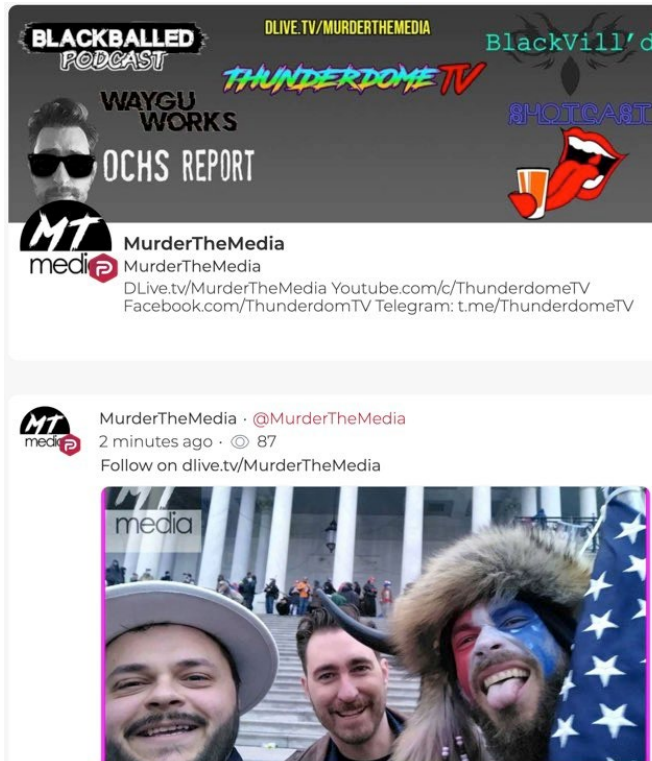 BLACKBALLED
PODCAST
DLIVE.TV/MURDERTHEMEDIA
THUNDERDOME TV
BlackVill'd
WAYGU
WORKS
SHOTCAST
OCHS REPORT
MT
media
MurderTheMedia
MurderTheMedia
DLive.tv/MurderTheMedia Youtube.com/c/ThunderdomeTV
Facebook.com/ThunderdomTV Telegram: t.me/ThunderdomeTV
MT
media
MurderTheMedia · @MurderTheMedia
2 minutes ago · 87
Follow on dlive.tv/MurderTheMedia
MT
media